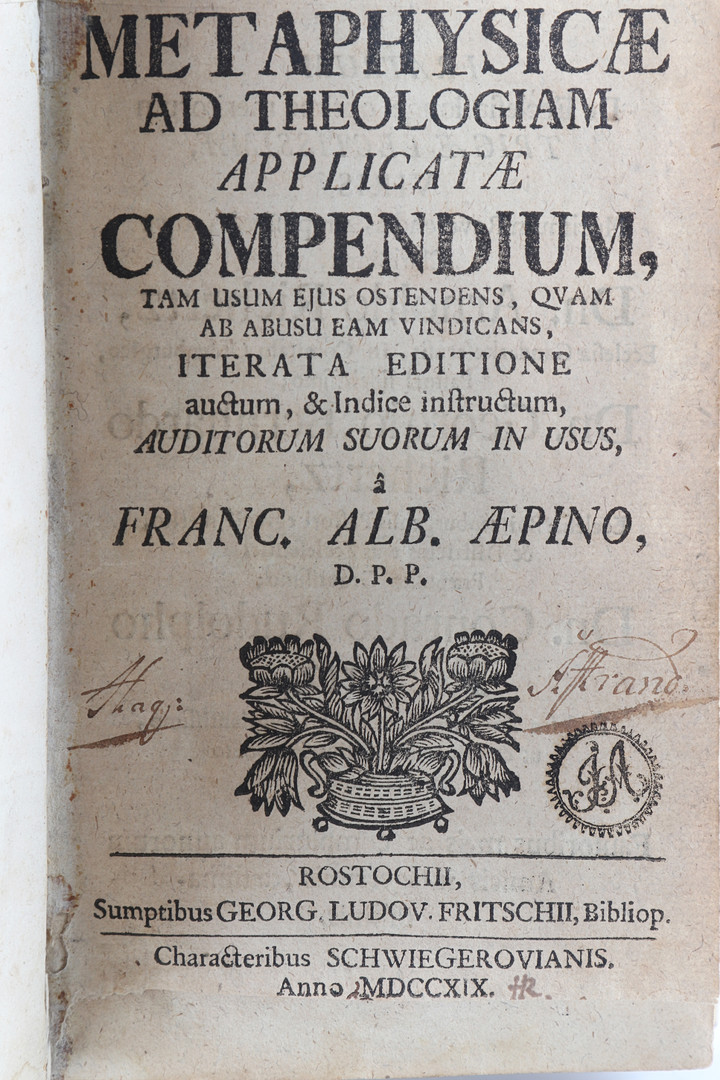 METAPHYSICÆ
AD THEOLOGIAM
APPLICATÆ
COMPENDIUM,
TAM USUM EJUS OSTENDENS, QVAM
AB ABUSU EAM VINDICANS,
ITERATA EDITIONE
auctum, & Indice instructum,
AUDITORUM SUORUM IN USUS,
â
FRANC. ALB. ÆPINO,
D. P. P.
ROSTOCHII,
Sumptibus GEORG. LUDOV. FRITSCHII, Bibliop.
Characteribus SCHWIEGEROVIANIS.
Anno MDCCXIX.